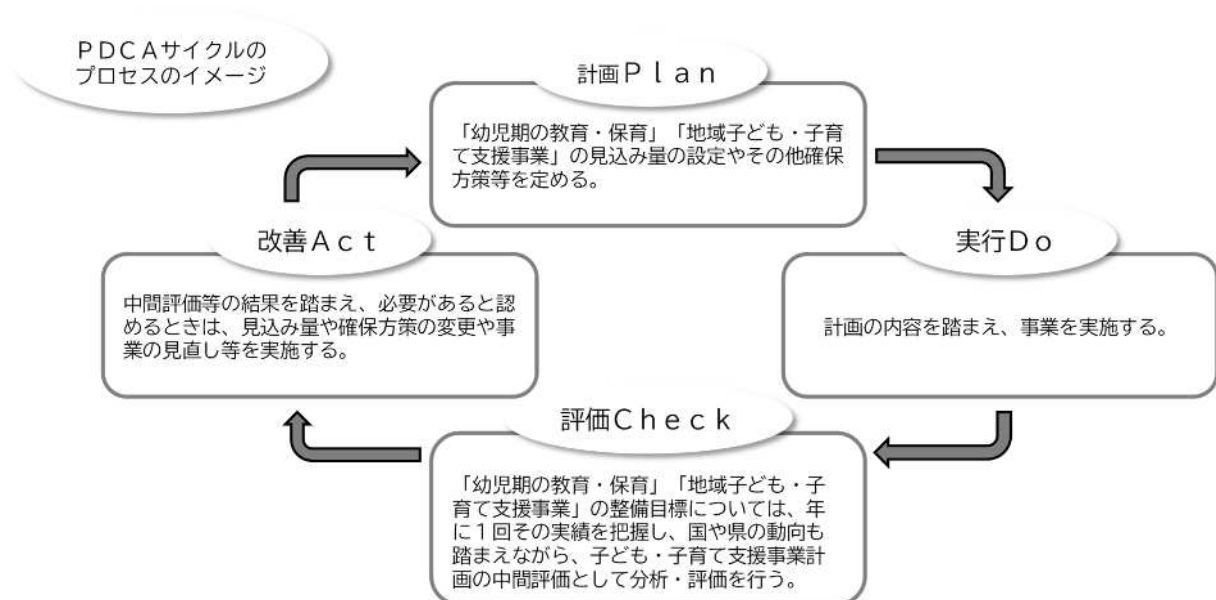 PDCAサイクルの
プロセスのイメージ
計画Plan
「幼児期の教育・保育」「地域子ども・子育
て支援事業」の見込み量の設定やその他確保
方策等を定める。
実行Do
計画の内容を踏まえ、事業を実施する。
評価Check
「幼児期の教育・保育」「地域子ども・子
育て支援事業」の整備目標については、年
に１回その実績を把握し、国や県の動向も
踏まえながら、子ども・子育て支援事業計
画の中間評価として分析・評価を行う。
改善Act
中間評価等の結果を踏まえ、必要があると認
めるときは、見込み量や確保方策の変更や事
業の見直し等を実施する。